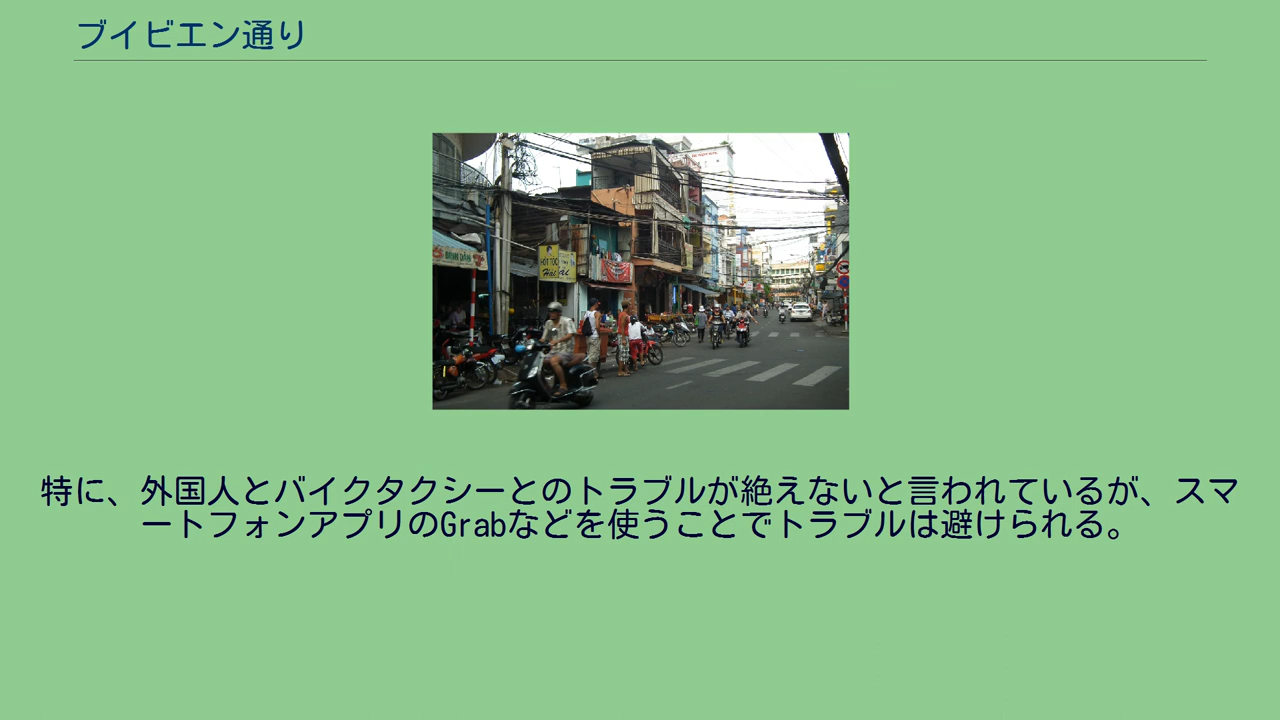 ブイビエン通り
HOT TOC
特に、外国人とバイクタクシーとのトラブルが絶えないと言われているが、スマ
ートフォンアプリのGrabなどを使うことでトラブルは避けられる。